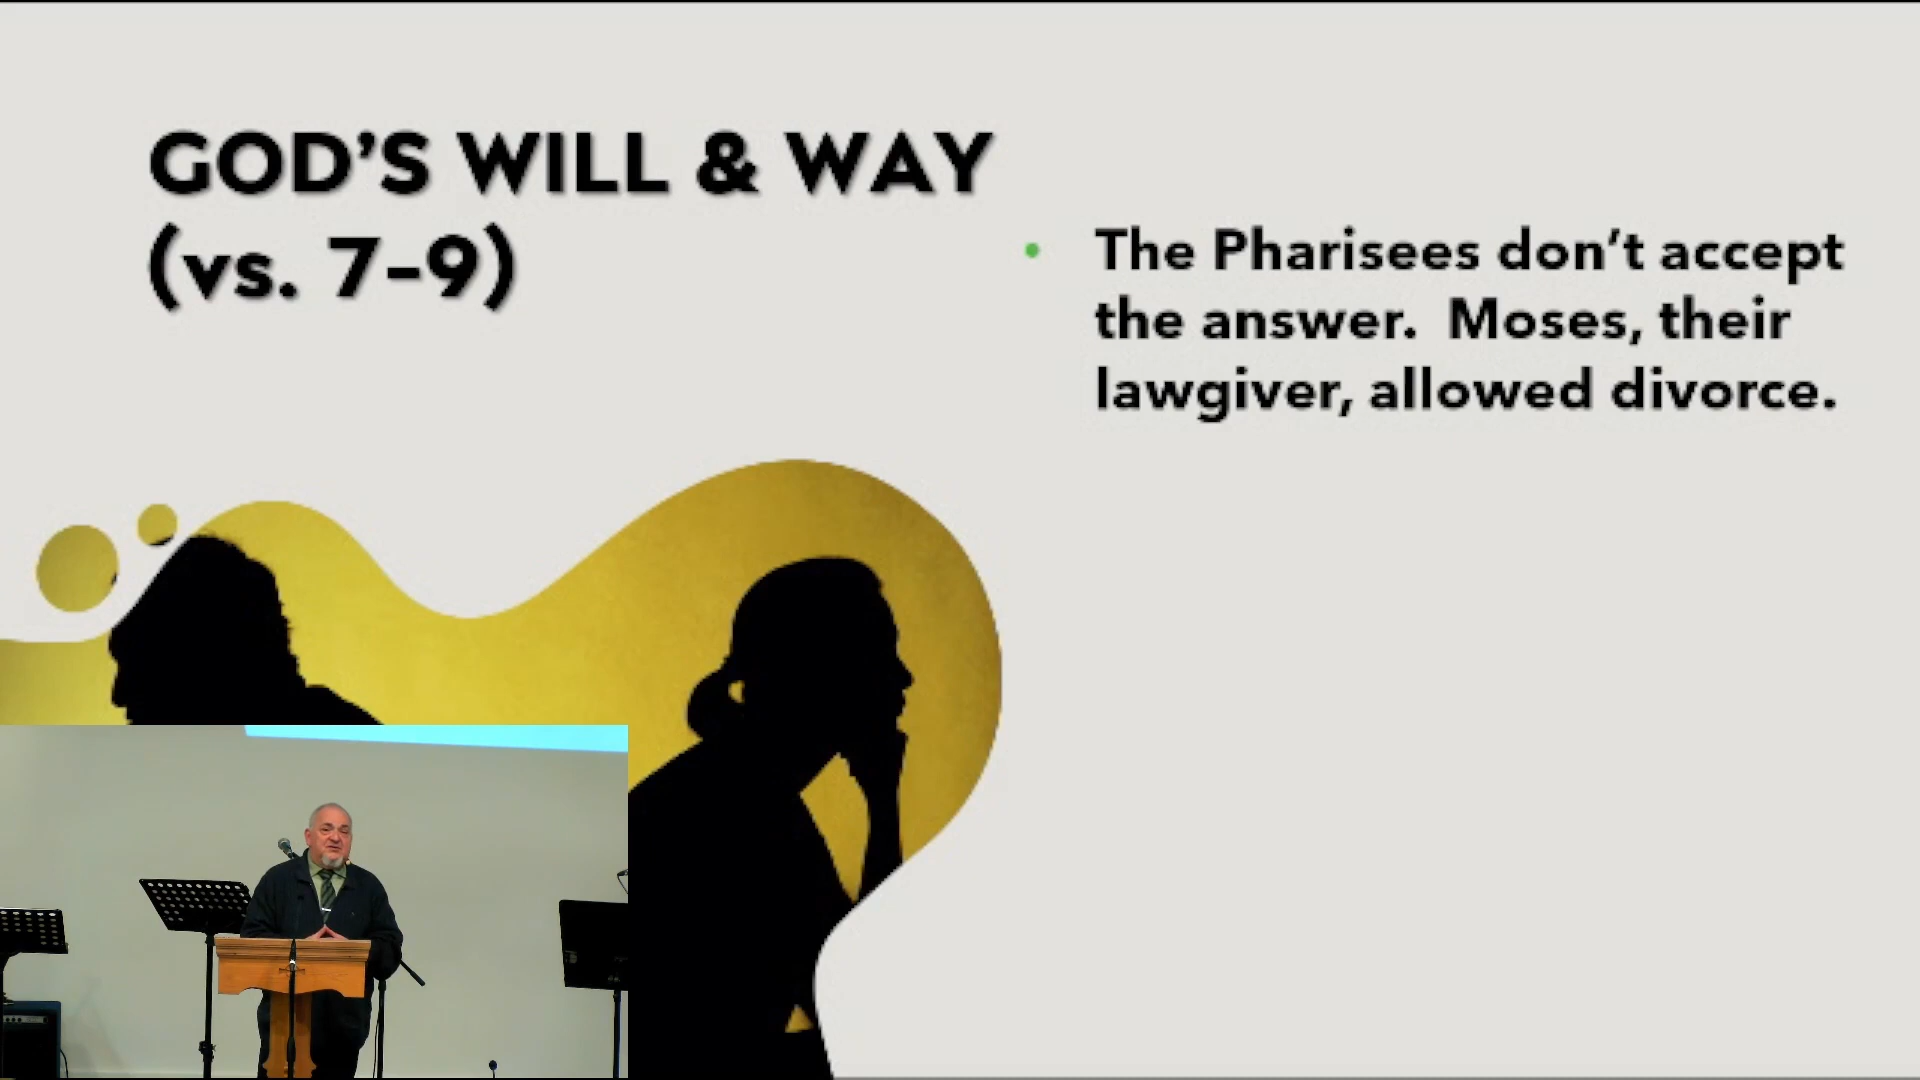 GOD’S WILL & WAY
(vs. 7-9)
• The Pharisees don’t accept
the answer.  Moses, their
lawgiver, allowed divorce.